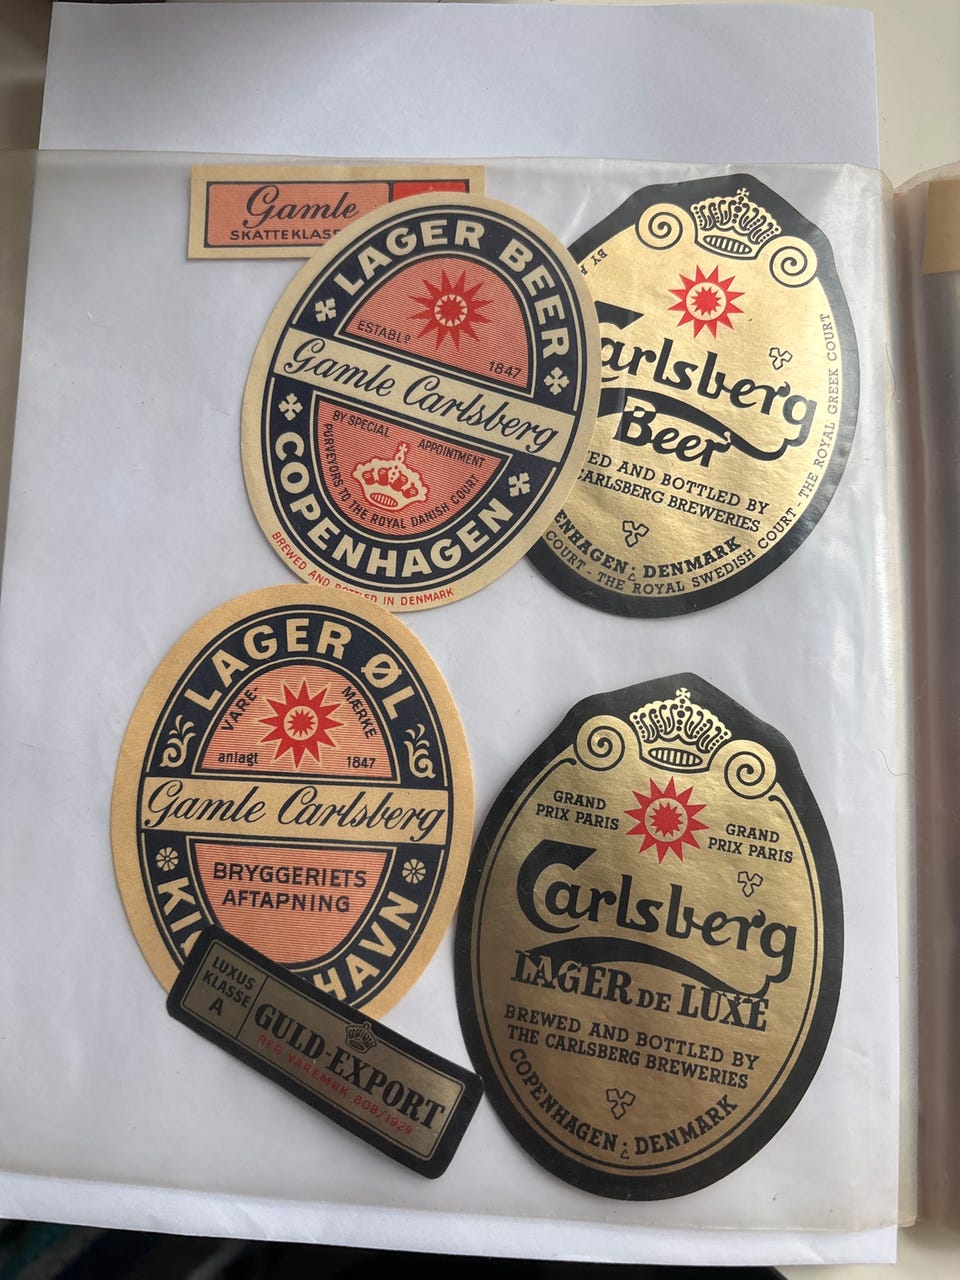 Gamle
SKATTEKLASSE
LAGER BEER
ESTABLD 1847
Gamle Carlsberg
BY SPECIAL APPOINTMENT
PURVEYORS TO THE ROYAL DANISH COURT
COPENHAGEN
BREWED AND BOTTLED IN DENMARK
BY
Carlsberg
Beer
ED AND BOTTLED BY
CARLSBERG BREWERIES
ENHAGEN DENMARK
COURT - THE ROYAL SWEDISH COURT - THE ROYAL GREEK COURT
LAGER ØL
VARE- MÆRKE
anlagt 1847
Gamle Carlsberg
BRYGGERIETS
AFTAPNING
KI HAVN
LUXUS
KLASSE
A
GULD-EXPORT
REG. VAREMRK. 808/1929
GRAND
PRIX PARIS
GRAND
PRIX PARIS
Carlsberg
LAGER DE LUXE
BREWED AND BOTTLED BY
THE CARLSBERG BREWERIES
COPENHAGEN DENMARK